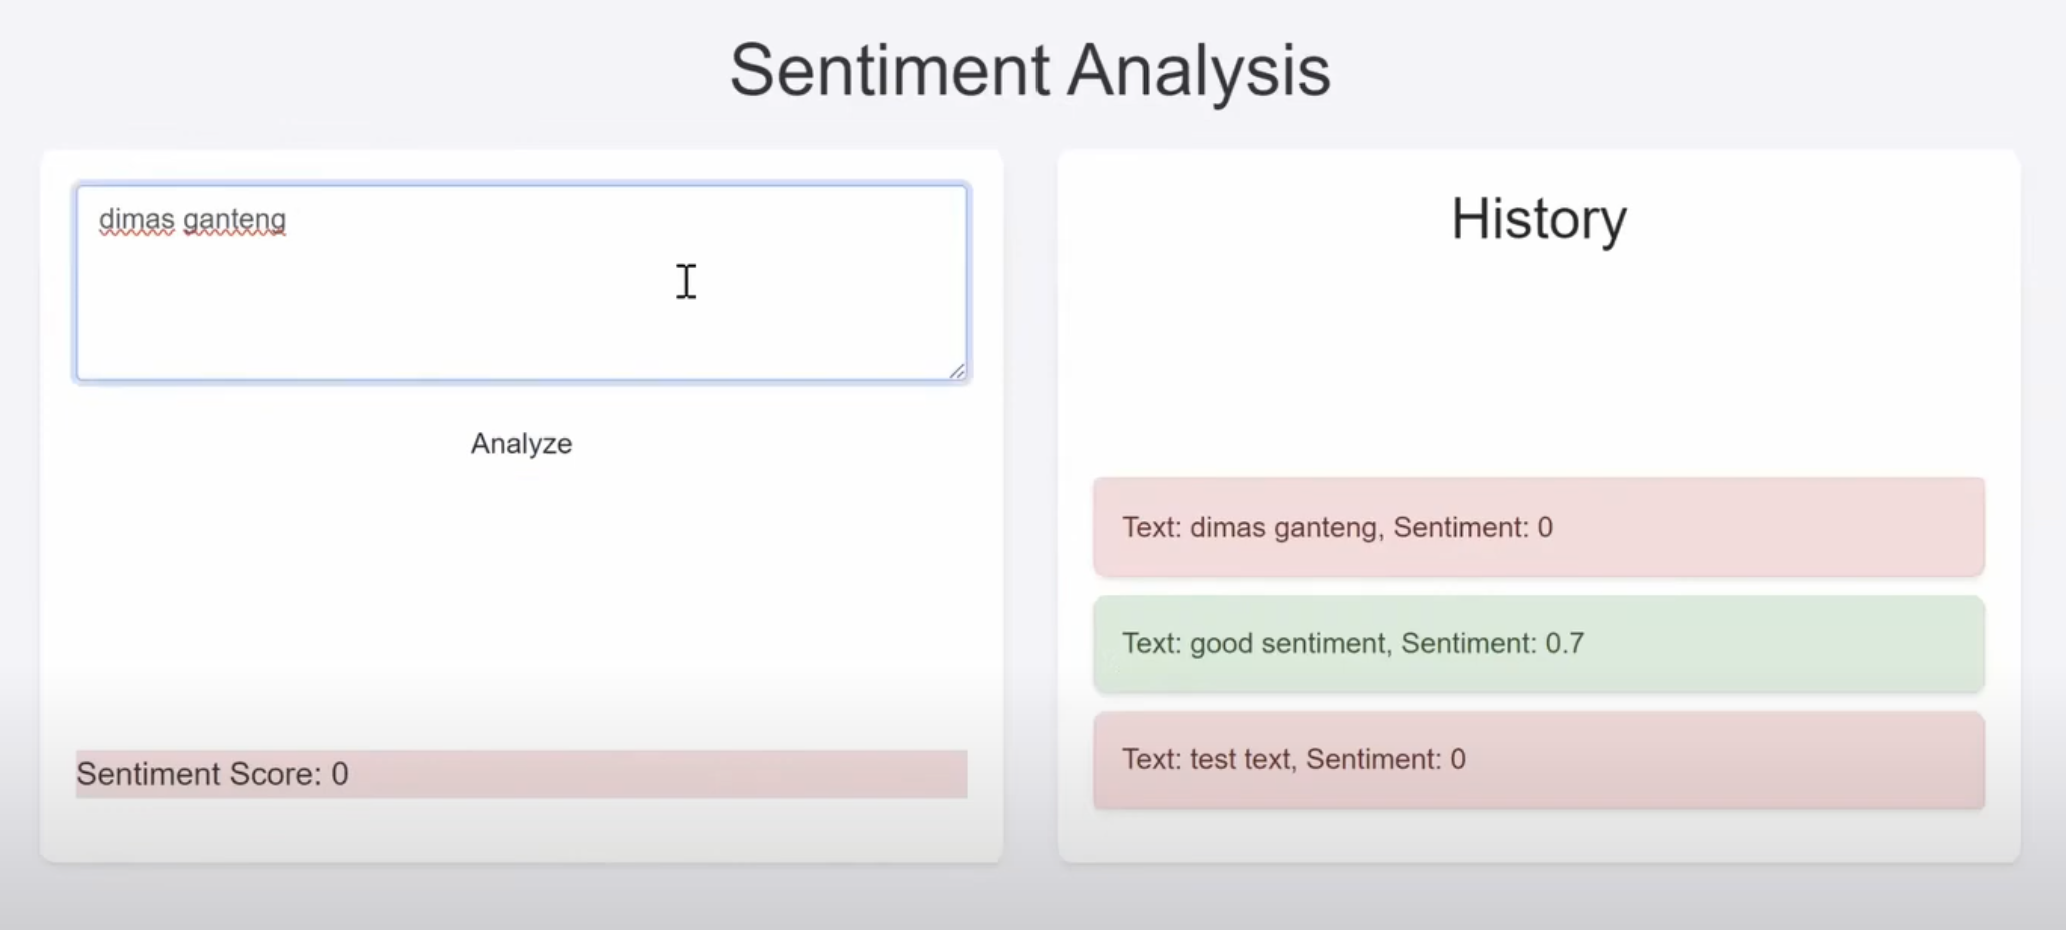 Sentiment Analysis
dimas ganteng
Analyze
Sentiment Score: 0
History
Text: dimas ganteng, Sentiment: 0
Text: good sentiment, Sentiment: 0.7
Text: test text, Sentiment: 0